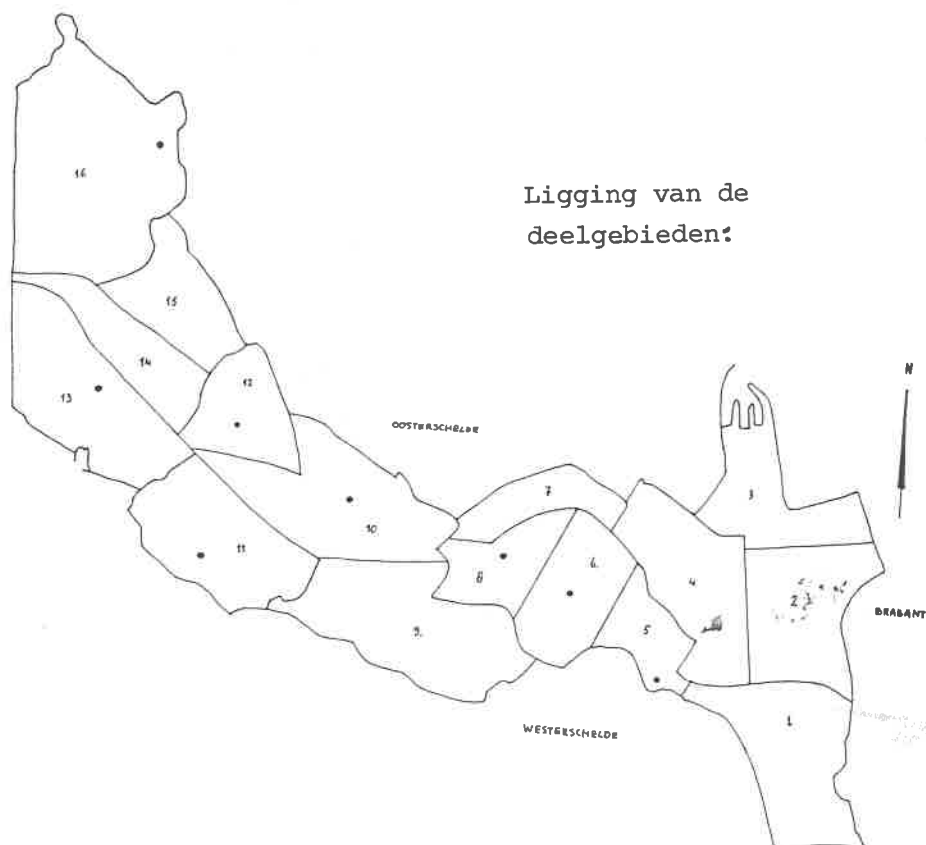 16
Ligging van de
deelgebieden:
15
14
12
13
N
OOSTERSCHELDE
7
3
10.
11.
8
6.
4.
2
BRABANT
9.
5
1
WESTERSCHELDE